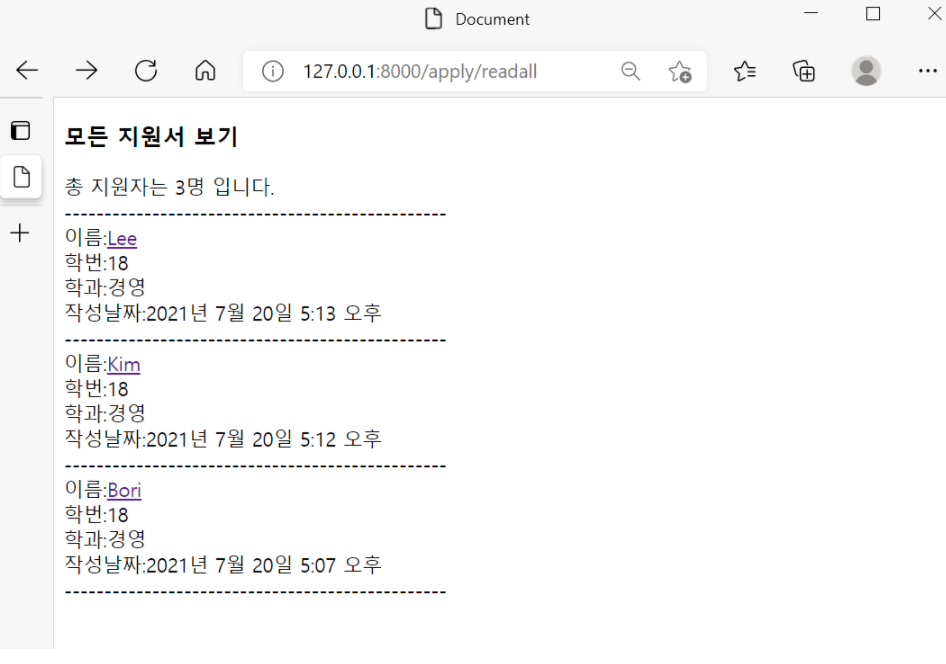 Document
127.0.0.1:8000/apply/readall
모든 지원서 보기
총 지원자는 3명 입니다.
------------------------------------------------
이름:Lee
학번:18
학과:경영
작성날짜:2021년 7월 20일 5:13 오후
------------------------------------------------
이름:Kim
학번:18
학과:경영
작성날짜:2021년 7월 20일 5:12 오후
------------------------------------------------
이름:Bori
학번:18
학과:경영
작성날짜:2021년 7월 20일 5:07 오후
------------------------------------------------